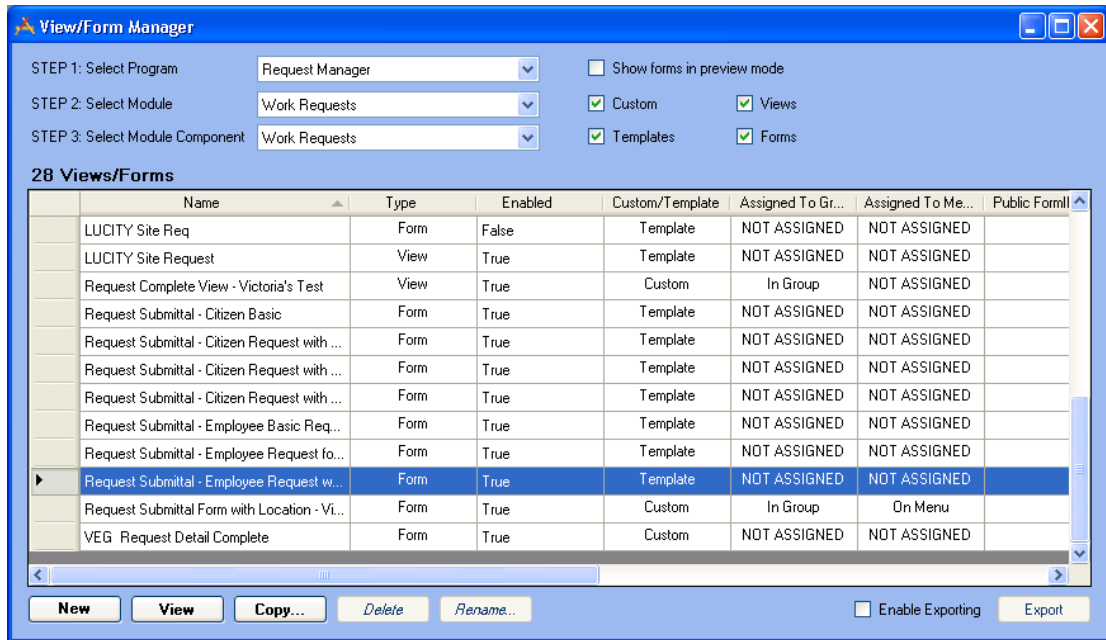 View/Form Manager
STEP 1: Select Program Request Manager Show forms in preview mode
STEP 2: Select Module Work Requests Custom Views
STEP 3: Select Module Component Work Requests Templates Forms
28 Views/Forms
Name Type Enabled Custom/Template Assigned To Gr... Assigned To Me... Public FormI
LUCITY Site Req Form False Template NOT ASSIGNED NOT ASSIGNED
LUCITY Site Request View True Template NOT ASSIGNED NOT ASSIGNED
Request Complete View - Victoria's Test View True Custom In Group NOT ASSIGNED
Request Submittal - Citizen Basic Form True Template NOT ASSIGNED NOT ASSIGNED
Request Submittal - Citizen Request with ... Form True Template NOT ASSIGNED NOT ASSIGNED
Request Submittal - Citizen Request with ... Form True Template NOT ASSIGNED NOT ASSIGNED
Request Submittal - Citizen Request with ... Form True Template NOT ASSIGNED NOT ASSIGNED
Request Submittal - Employee Basic Req... Form True Template NOT ASSIGNED NOT ASSIGNED
Request Submittal - Employee Request fo... Form True Template NOT ASSIGNED NOT ASSIGNED
Request Submittal - Employee Request w... Form True Template NOT ASSIGNED NOT ASSIGNED
Request Submittal Form with Location - Vi... Form True Custom In Group On Menu
VEG Request Detail Complete Form True Custom NOT ASSIGNED NOT ASSIGNED
New View Copy... Delete Rename... Enable Exporting Export